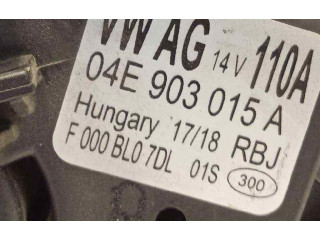 VW AG 14V 110A
04E 903 015 A
Hungary 17/18 RBJ
F 000 BL0 7DL 01S 300